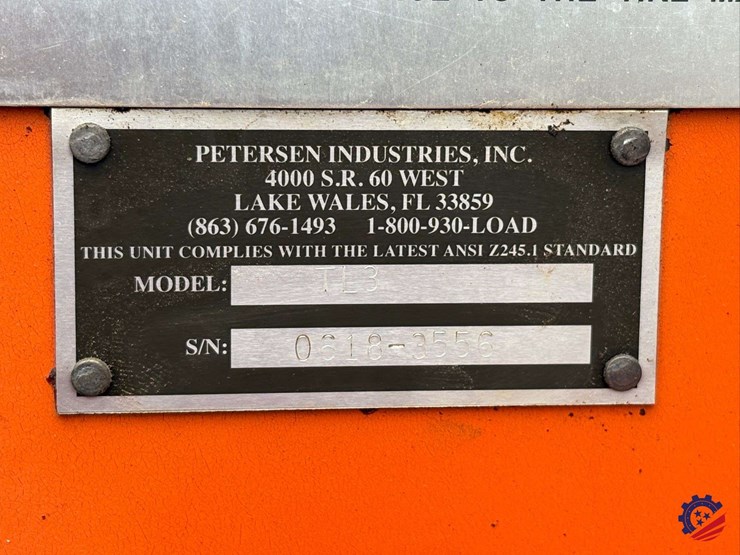 PETERSEN INDUSTRIES, INC.
4000 S.R. 60 WEST
LAKE WALES, FL 33859
(863) 676-1493 1-800-930-LOAD
THIS UNIT COMPLIES WITH THE LATEST ANSI Z245.1 STANDARD
MODEL: TL3
S/N: 0618-3556